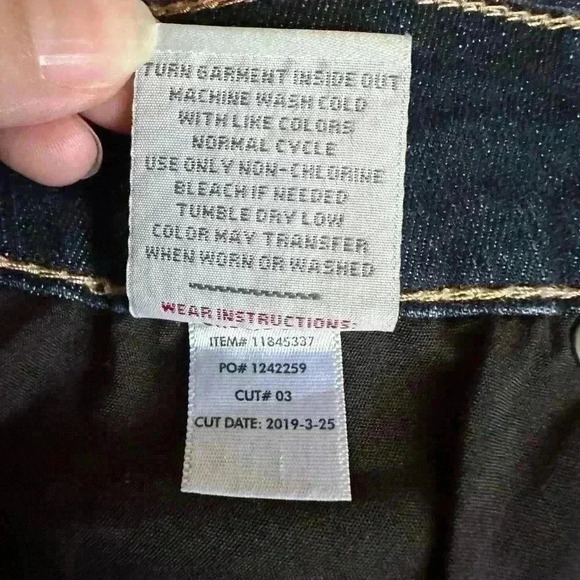 TURN GARMENT INSIDE OUT
MACHINE WASH COLD
WITH LIKE COLORS
NORMAL CYCLE
USE ONLY NON-CHLORINE
BLEACH IF NEEDED
TUMBLE DRY LOW
COLOR MAY TRANSFER
WHEN WORN OR WASHED
WEAR INSTRUCTIONS:
ITEM# 11845337
PO# 1242259
CUT# 03
CUT DATE: 2019-3-25